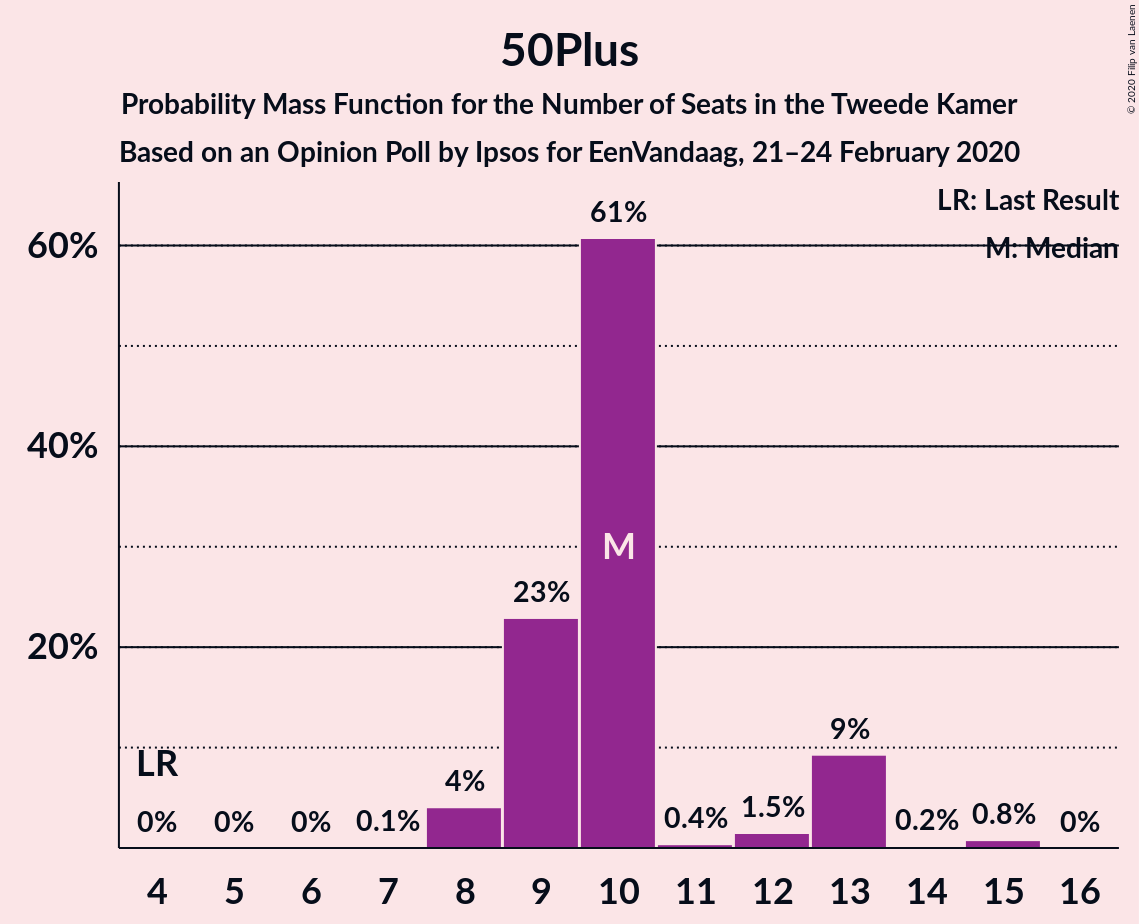 50Plus
Probability Mass Function for the Number of Seats in the Tweede Kamer
Based on an Opinion Poll by Ipsos for EenVandaag, 21–24 February 2020
© 2020 Filip van Laenen
LR: Last Result
M: Median
60%
40%
20%
61%
M
23%
9%
LR
4%
0% 0% 0% 0.1% 0.4% 1.5% 0.2% 0.8% 0%
4 5 6 7 8 9 10 11 12 13 14 15 16